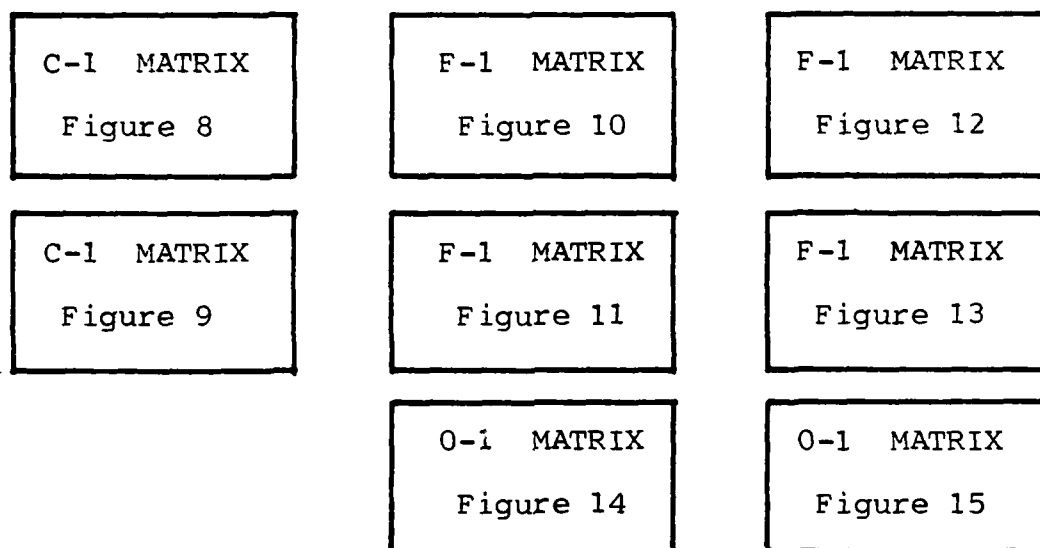 C-1 MATRIX
Figure 8
F-1 MATRIX
Figure 10
F-1 MATRIX
Figure 12
C-1 MATRIX
Figure 9
F-1 MATRIX
Figure 11
F-1 MATRIX
Figure 13
O-1 MATRIX
Figure 14
O-1 MATRIX
Figure 15